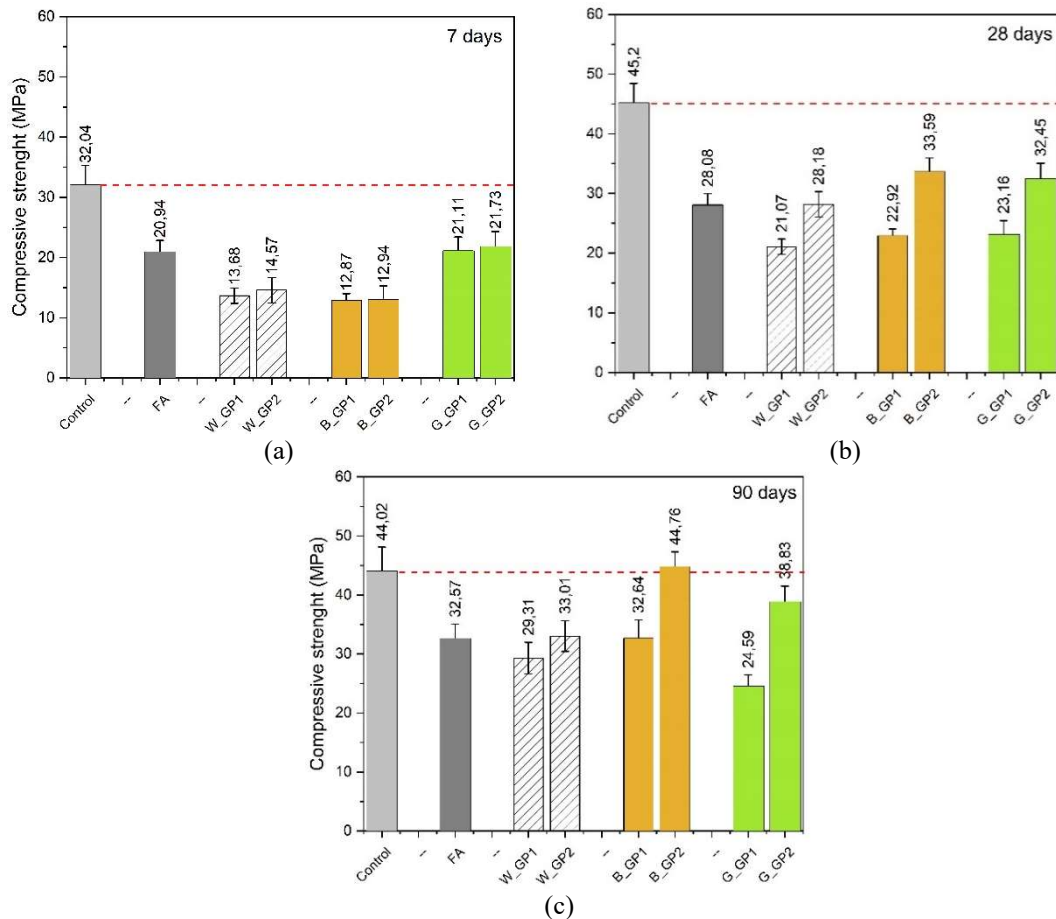 7 days
Compressive strenght (MPa)
60
50
40
30
20
10
0
32,04
20,94
13,68
14,57
12,87
12,94
21,11
21,73
Control
--
FA
--
W_GP1
W_GP2
--
B_GP1
B_GP2
--
G_GP1
G_GP2
(a)
28 days
Compressive strenght (MPa)
60
50
40
30
20
10
0
45,2
28,08
21,07
28,18
22,92
33,59
23,16
32,45
Control
--
FA
--
W_GP1
W_GP2
--
B_GP1
B_GP2
--
G_GP1
G_GP2
(b)
90 days
Compressive strenght (MPa)
60
50
40
30
20
10
0
44,02
32,57
29,31
33,01
32,64
44,76
24,59
38,83
Control
--
FA
--
W_GP1
W_GP2
--
B_GP1
B_GP2
--
G_GP1
G_GP2
(c)